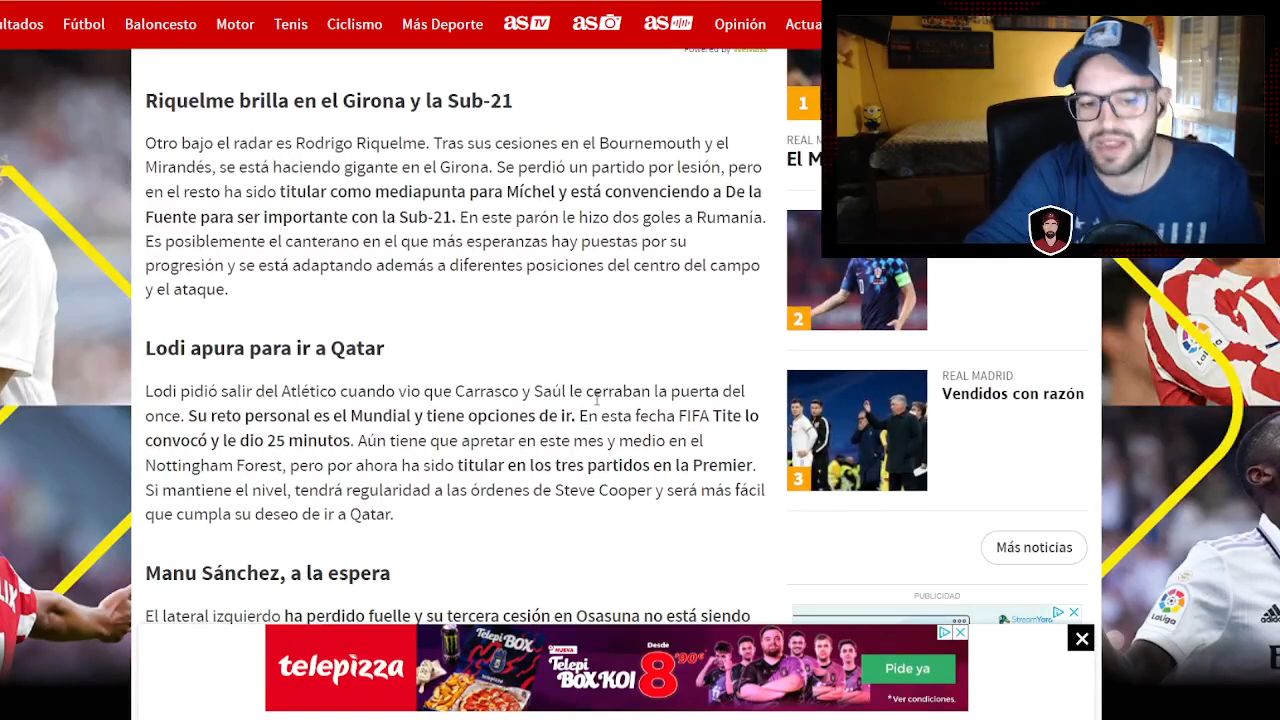 ultados Fútbol Baloncesto Motor Tenis Ciclismo Más Deporte as TV as as Opinión Actua
Powered by
Riquelme brilla en el Girona y la Sub-21
Otro bajo el radar es Rodrigo Riquelme. Tras sus cesiones en el Bournemouth y el
Mirandés, se está haciendo gigante en el Girona. Se perdió un partido por lesión, pero
en el resto ha sido titular como mediapunta para Míchel y está convenciendo a De la
Fuente para ser importante con la Sub-21. En este parón le hizo dos goles a Rumanía.
Es posiblemente el canterano en el que más esperanzas hay puestas por su
progresión y se está adaptando además a diferentes posiciones del centro del campo
y el ataque.
Lodi apura para ir a Qatar
Lodi pidió salir del Atlético cuando vio que Carrasco y Saúl le cerraban la puerta del
once. Su reto personal es el Mundial y tiene opciones de ir. En esta fecha FIFA Tite lo
convocó y le dio 25 minutos. Aún tiene que apretar en este mes y medio en el
Nottingham Forest, pero por ahora ha sido titular en los tres partidos en la Premier.
Si mantiene el nivel, tendrá regularidad a las órdenes de Steve Cooper y será más fácil
que cumpla su deseo de ir a Qatar.
Manu Sánchez, a la espera
El lateral izquierdo ha perdido fuelle y su tercera cesión en Osasuna no está siendo
1
REAL M
El M
2
REAL MADRID
Vendidos con razón
3
Más noticias
PUBLICIDAD
StreamYard
telepizza
Telepi BOX
NUEVA
Telepi
BOX KOI
Desde
8'90€
Pide ya
*Ver condiciones.
LaLiga
LaLiga